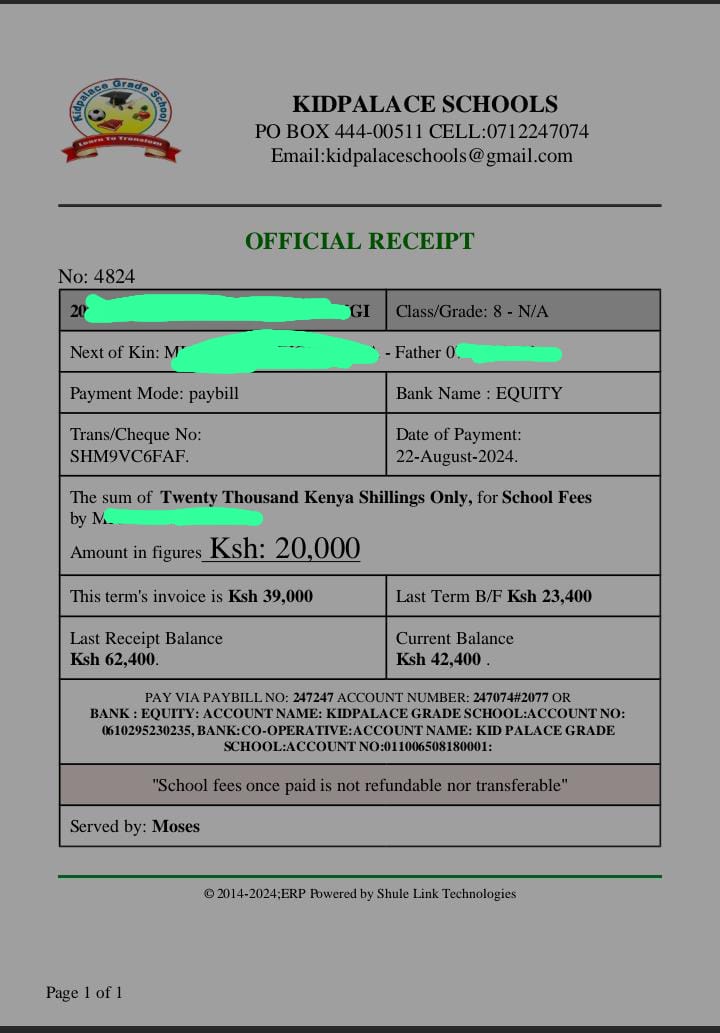 Kidpalace Grade School
Learn To Transform
KIDPALACE SCHOOLS
PO BOX 444-00511 CELL:0712247074
Email:kidpalaceschools@gmail.com
OFFICIAL RECEIPT
No: 4824
20 GI
Class/Grade: 8 - N/A
Next of Kin: M - Father 0
Payment Mode: paybill
Bank Name : EQUITY
Trans/Cheque No:
SHM9VC6FAF.
Date of Payment:
22-August-2024.
The sum of Twenty Thousand Kenya Shillings Only, for School Fees
by M
Amount in figures Ksh: 20,000
This term's invoice is Ksh 39,000
Last Term B/F Ksh 23,400
Last Receipt Balance
Ksh 62,400.
Current Balance
Ksh 42,400 .
PAY VIA PAYBILL NO: 247247 ACCOUNT NUMBER: 247074#2077 OR
BANK : EQUITY: ACCOUNT NAME: KIDPALACE GRADE SCHOOL:ACCOUNT NO:
0610295230235, BANK:CO-OPERATIVE:ACCOUNT NAME: KID PALACE GRADE
SCHOOL:ACCOUNT NO:011006508180001:
"School fees once paid is not refundable nor transferable"
Served by: Moses
© 2014-2024;ERP Powered by Shule Link Technologies
Page 1 of 1